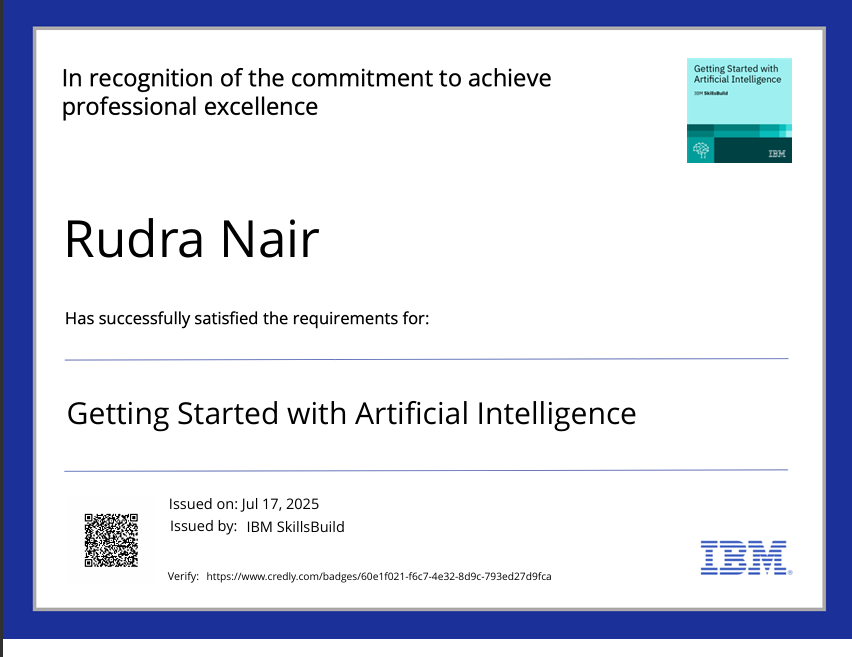 In recognition of the commitment to achieve
professional excellence
Getting Started with
Artificial Intelligence
IBM SkillsBuild
IBM
Rudra Nair
Has successfully satisfied the requirements for:
Getting Started with Artificial Intelligence
Issued on: Jul 17, 2025
Issued by: IBM SkillsBuild
Verify: https://www.credly.com/badges/60e1f021-f6c7-4e32-8d9c-793ed27d9fca
IBM®